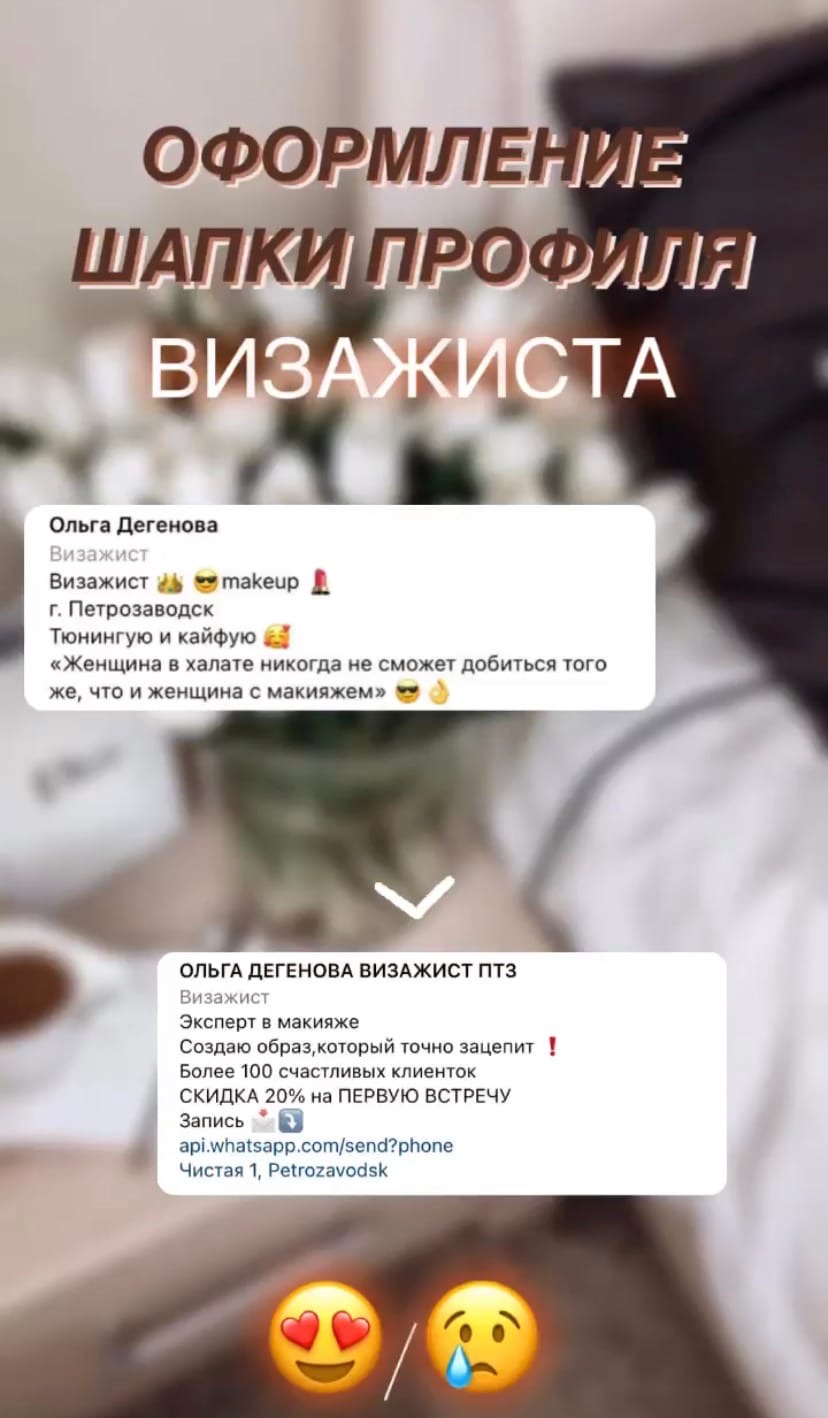 ОФОРМЛЕНИЕ
ШАПКИ ПРОФИЛЯ
ВИЗАЖИСТА
Ольга Дегенова
Визажист
Визажист 👑 😎makeup 💄
г. Петрозаводск
Тюнингую и кайфую 🥰
«Женщина в халате никогда не сможет добиться того
же, что и женщина с макияжем» 😎 👌
ОЛЬГА ДЕГЕНОВА ВИЗАЖИСТ ПТЗ
Визажист
Эксперт в макияже
Создаю образ,который точно зацепит ❗
Более 100 счастливых клиенток
СКИДКА 20% на ПЕРВУЮ ВСТРЕЧУ
Запись 📩⤵️
api.whatsapp.com/send?phone
Чистая 1, Petrozavodsk
😍/😢